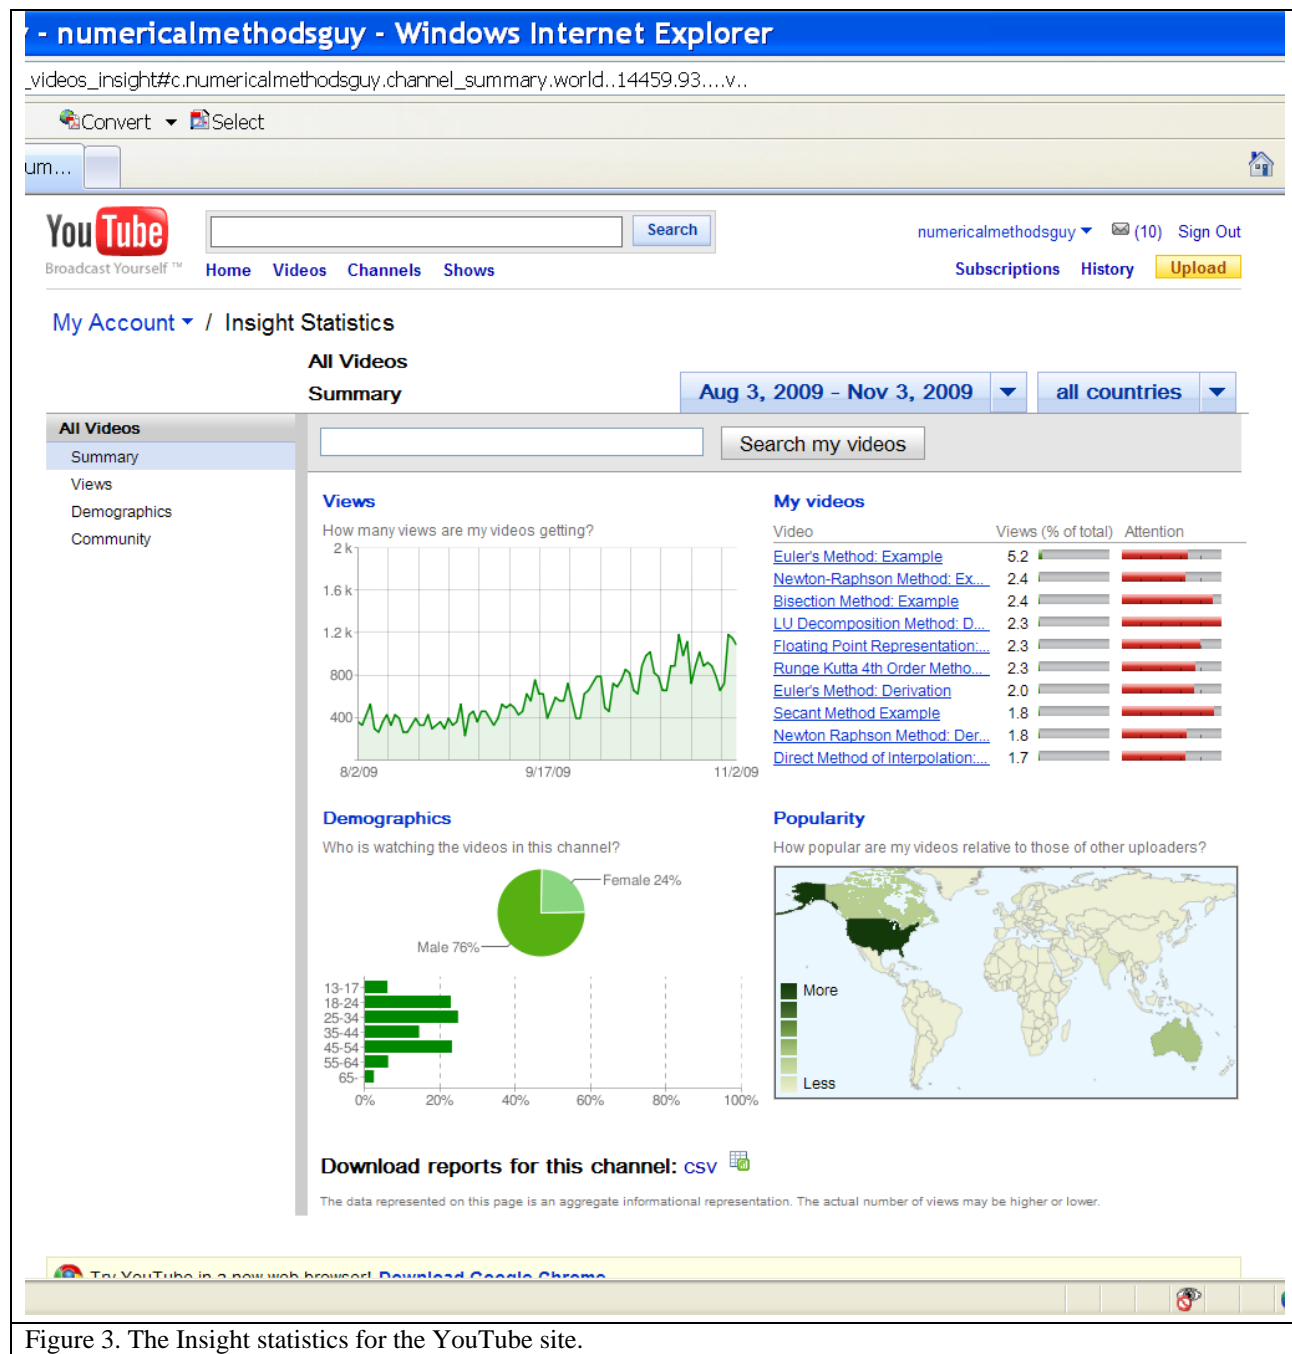 - numericalmethodsguy - Windows Internet Explorer
_videos_insight#c.numericalmethodsguy.channel_summary.world..14459.93....v..
Convert Select
um...
You Tube Search numericalmethodsguy (10) Sign Out
Broadcast Yourself ™ Home Videos Channels Shows Subscriptions History Upload
My Account / Insight Statistics
All Videos
Summary Aug 3, 2009 - Nov 3, 2009 all countries
All Videos
Summary
Views
Demographics
Community
Search my videos
Views
How many views are my videos getting?
2 k
1.6 k
1.2 k
800
400
8/2/09 9/17/09 11/2/09
My videos
Video Views (% of total) Attention
Euler's Method: Example 5.2
Newton-Raphson Method: Ex... 2.4
Bisection Method: Example 2.4
LU Decomposition Method: D... 2.3
Floating Point Representation:... 2.3
Runge Kutta 4th Order Metho... 2.3
Euler's Method: Derivation 2.0
Secant Method Example 1.8
Newton Raphson Method: Der... 1.8
Direct Method of Interpolation:... 1.7
Demographics
Who is watching the videos in this channel?
Female 24%
Male 76%
13-17
18-24
25-34
35-44
45-54
55-64
65-
0% 20% 40% 60% 80% 100%
Popularity
How popular are my videos relative to those of other uploaders?
More
Less
Download reports for this channel: csv
The data represented on this page is an aggregate informational representation. The actual number of views may be higher or lower.
Try YouTube in a new web browser! Download Google Chrome
Figure 3. The Insight statistics for the YouTube site.